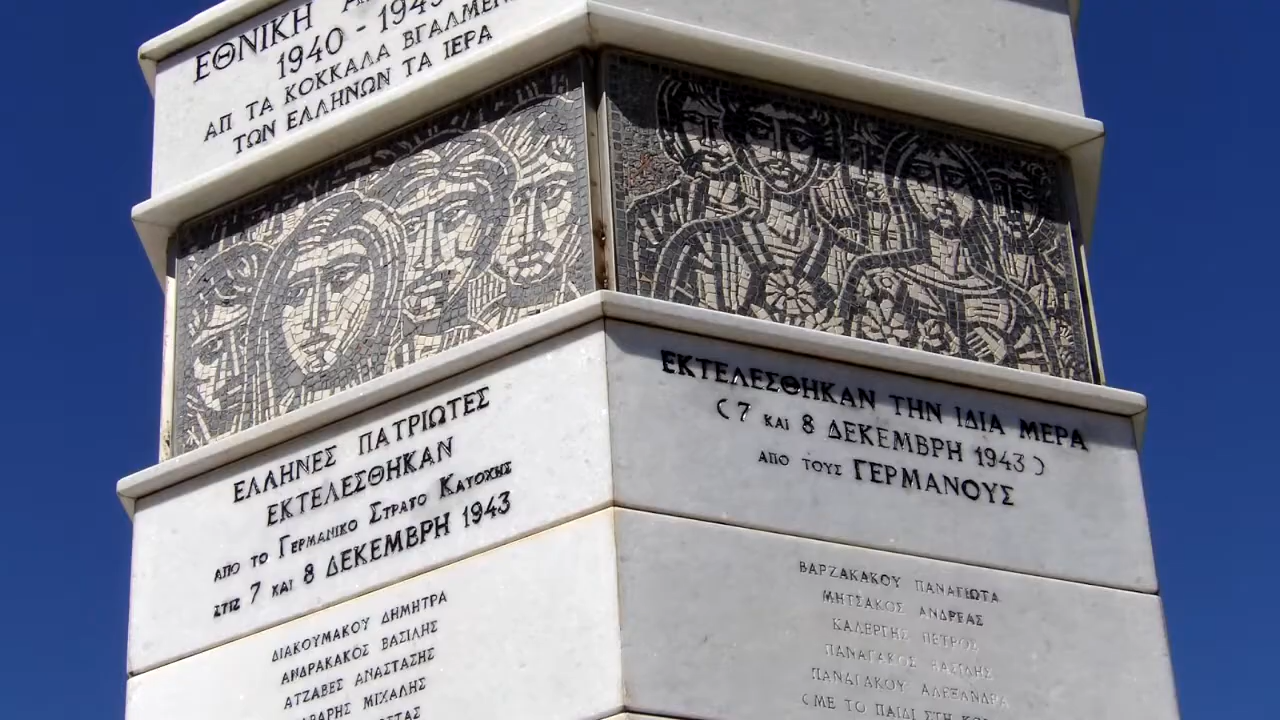 ΕΘΝΙΚΗ
1940 - 1945
ΑΠ ΤΑ ΚΟΚΚΑΛΑ ΒΓΑΛΜΕΝΗ
ΤΩΝ ΕΛΛΗΝΩΝ ΤΑ ΙΕΡΑ
ΕΛΛΗΝΕΣ ΠΑΤΡΙΩΤΕΣ
ΕΚΤΕΛΕΣΘΗΚΑΝ
ΑΠΟ ΤΟ ΓΕΡΜΑΝΙΚΟ ΣΤΡΑΤΟ ΚΑΤΟΧΗΣ
ΣΤΙΣ 7 ΚΑΙ 8 ΔΕΚΕΜΒΡΗ 1943
ΔΙΑΚΟΥΜΑΚΟΥ ΔΗΜΗΤΡΑ
ΑΝΔΡΑΚΑΚΟΣ ΒΑΣΙΛΗΣ
ΑΤΖΑΒΕΣ ΑΝΑΣΤΑΣΗΣ
ΜΙΧΑΛΗΣ
ΕΚΤΕΛΕΣΘΗΚΑΝ ΤΗΝ ΙΔΙΑ ΜΕΡΑ
(7 ΚΑΙ 8 ΔΕΚΕΜΒΡΗ 1943)
ΑΠΟ ΤΟΥΣ ΓΕΡΜΑΝΟΥΣ
ΒΑΡΖΑΚΑΚΟΥ ΠΑΝΑΓΙΩΤΑ
ΜΗΤΣΑΚΟΣ ΑΝΔΡΕΑΣ
ΚΑΛΕΡΓΗΣ ΠΕΤΡΟΣ
ΠΑΝΑΓΑΚΟΣ ΒΑΣΙΛΗΣ
ΠΑΝΑΓΑΚΟΥ ΑΛΕΞΑΝΔΡΑ
(ΜΕ ΤΟ ΠΑΙΔΙ ΣΤΗ